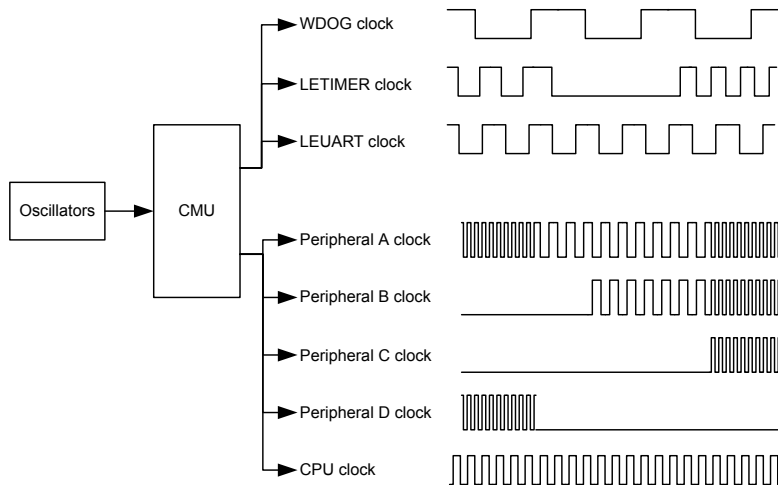 WDOG clock
LETIMER clock
LEUART clock
Oscillators
CMU
Peripheral A clock
Peripheral B clock
Peripheral C clock
Peripheral D clock
CPU clock